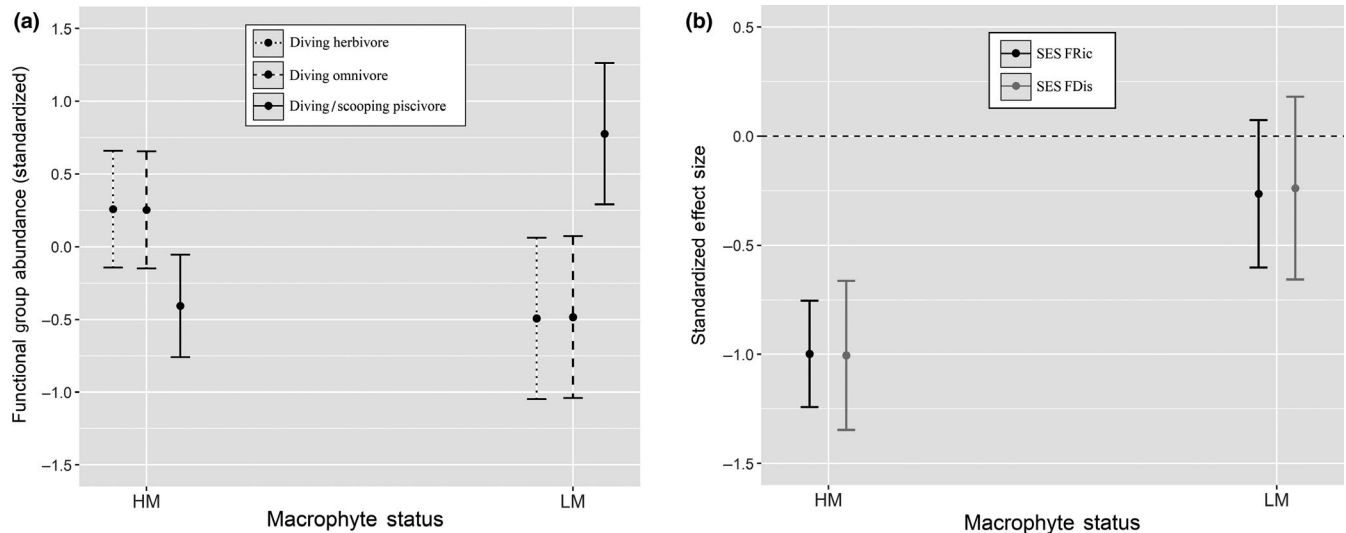 (a)
Functional group abundance (standardized)
1.5
1.0
0.5
0.0
−0.5
−1.0
−1.5
Diving herbivore
Diving omnivore
Diving/scooping piscivore
HM
LM
Macrophyte status
(b)
Standardized effect size
0.5
0.0
−0.5
−1.0
−1.5
SES FRic
SES FDis
HM
LM
Macrophyte status